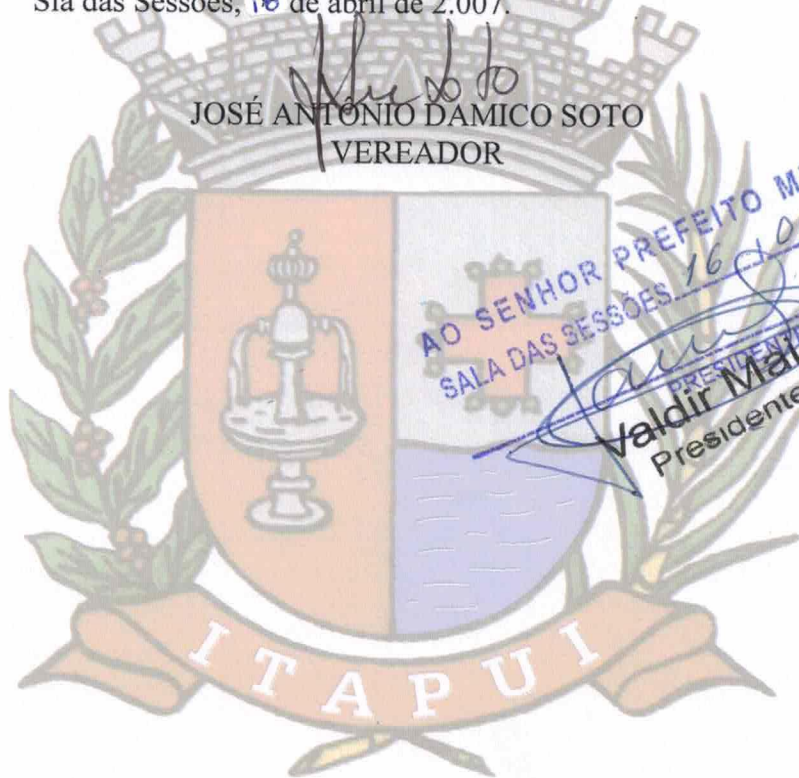 Sla das Sessões, 16 de abril de 2.007.
JOSÉ ANTÔNIO DAMICO SOTO
VEREADOR
AO SENHOR PREFEITO
SALA DAS SESSÕES 16
PRESIDENTE
Valdir
Presidente
ITAPUI